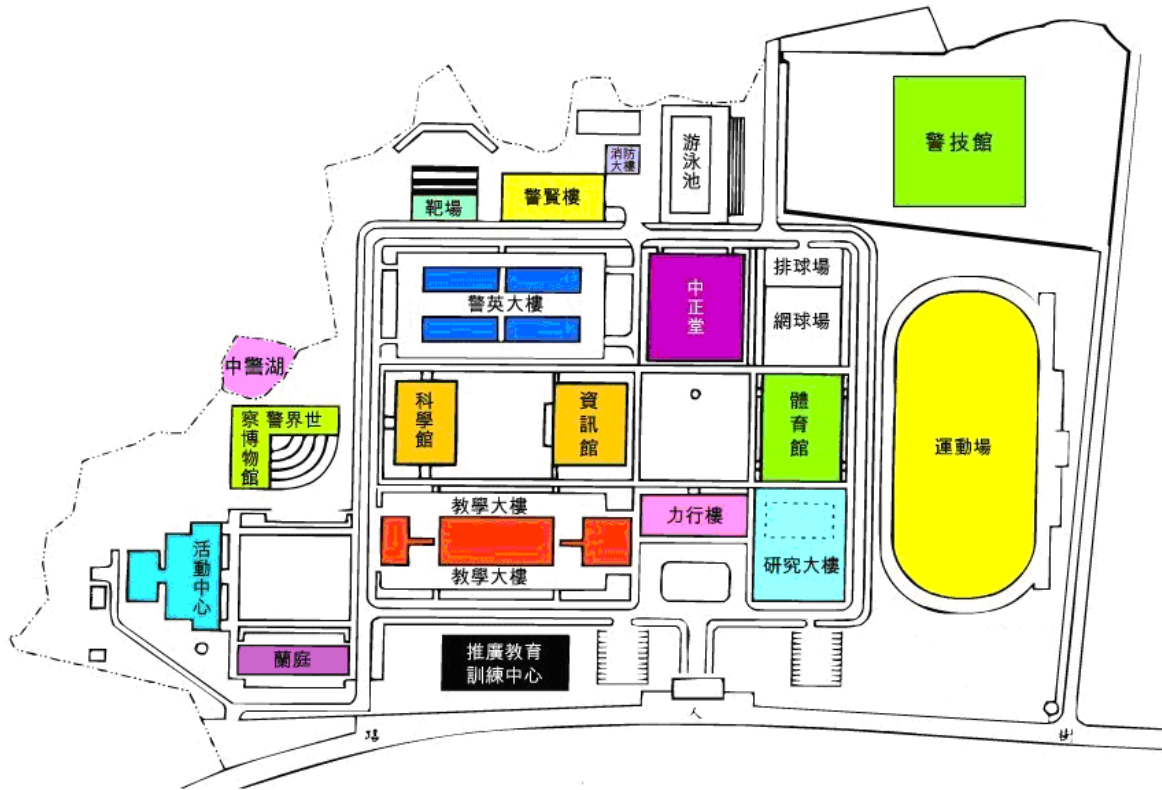 警技館
消防
大樓
游泳池
警賢樓
靶場
排球場
中正堂
警英大樓
網球場
中警湖
科學館
資訊館
體育館
世界警察博物館
運動場
教學大樓
力行樓
活動中心
研究大樓
教學大樓
蘭庭
推廣教育
訓練中心
人
樹